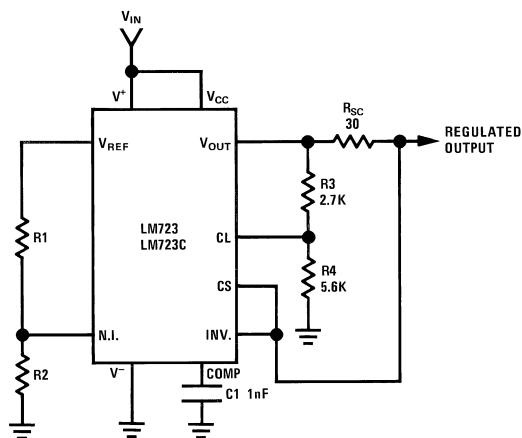 VIN
V+
VCC
RSC
30
REGULATED
OUTPUT
VREF
VOUT
R3
2.7K
R1
LM723
LM723C
CL
R4
5.6K
CS
N.I.
INV.
R2
V−
COMP
C1 1nF